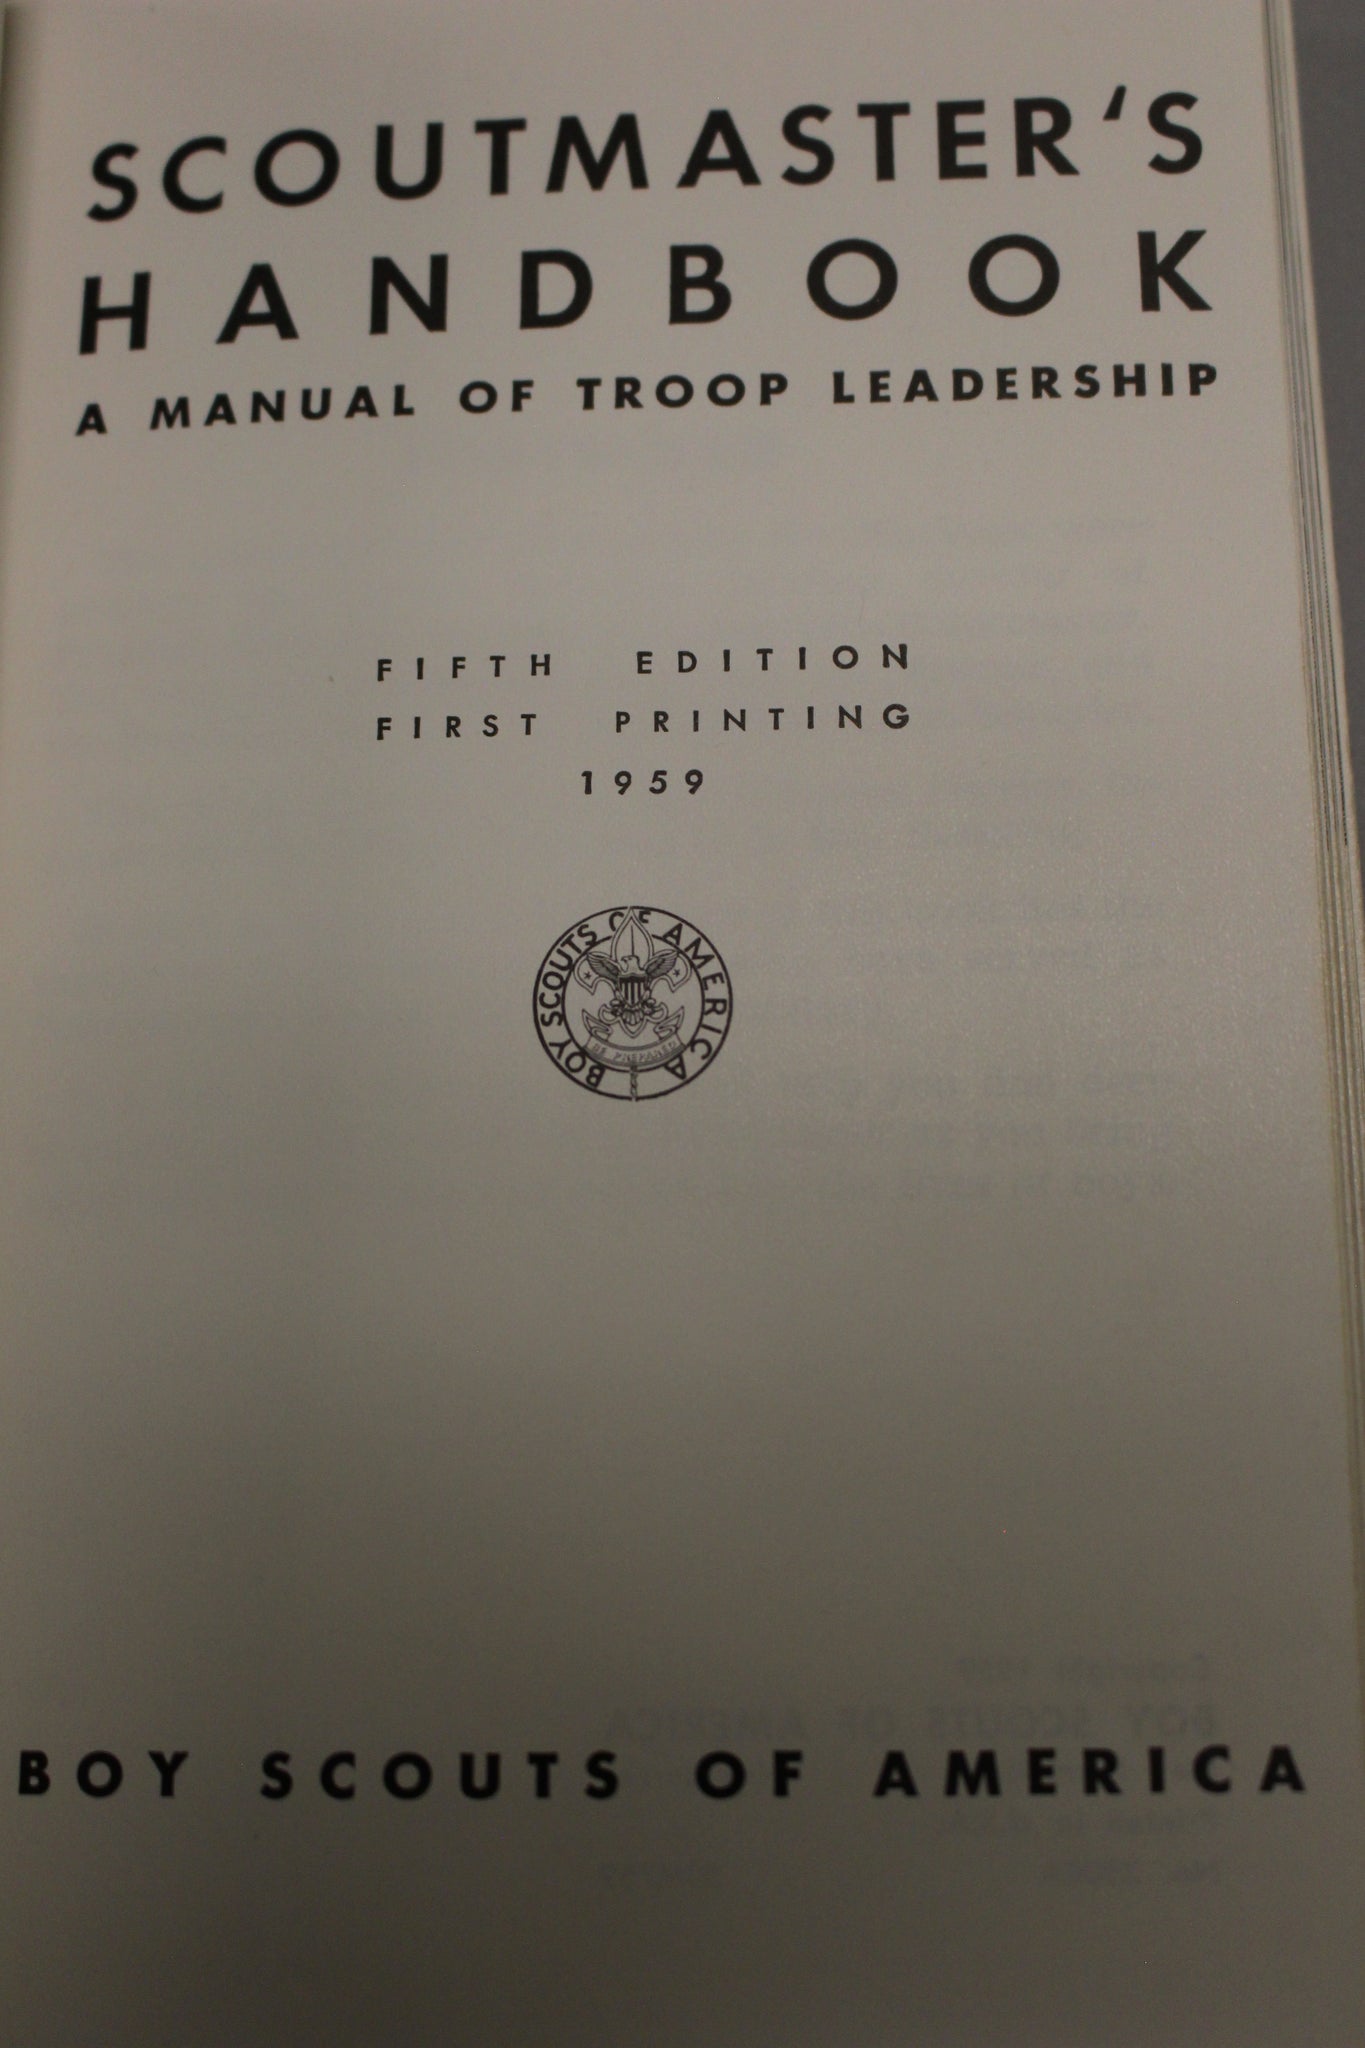 SCOUTMASTER'S
HANDBOOK
A MANUAL OF TROOP LEADERSHIP
FIFTH EDITION
FIRST PRINTING
1959
BOY SCOUTS OF AMERICA
BE PREPARED
BOY SCOUTS OF AMERICA